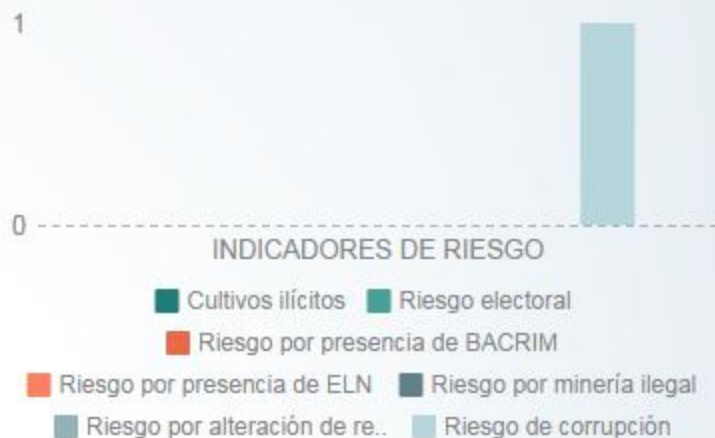 1
0
INDICADORES DE RIESGO
Cultivos ilícitos Riesgo electoral
Riesgo por presencia de BACRIM
Riesgo por presencia de ELN Riesgo por minería ilegal
Riesgo por alteración de re.. Riesgo de corrupción